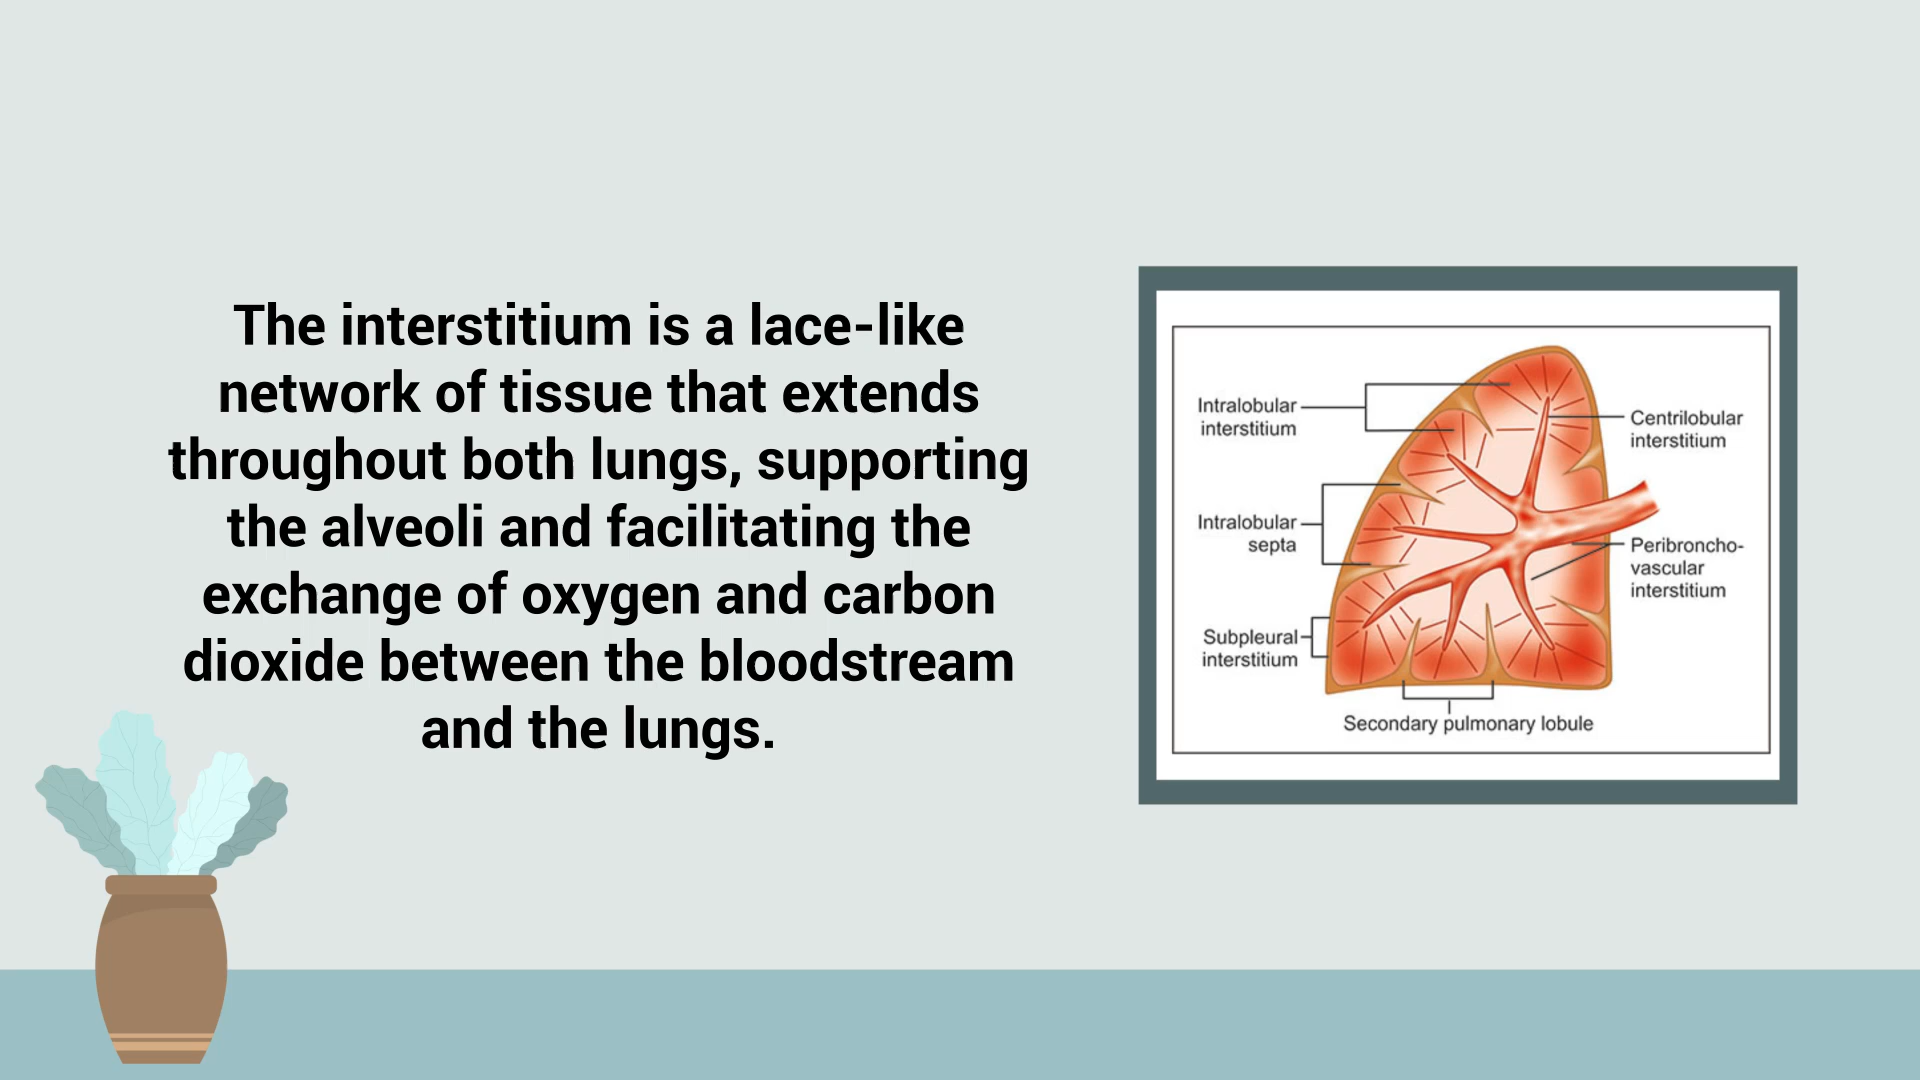 The interstitium is a lace-like
network of tissue that extends
throughout both lungs, supporting
the alveoli and facilitating the
exchange of oxygen and carbon
dioxide between the bloodstream
and the lungs.
Intralobular
interstitium
Centrilobular
interstitium
Intralobular
septa
Peribroncho-
vascular
interstitium
Subpleural
interstitium
Secondary pulmonary lobule